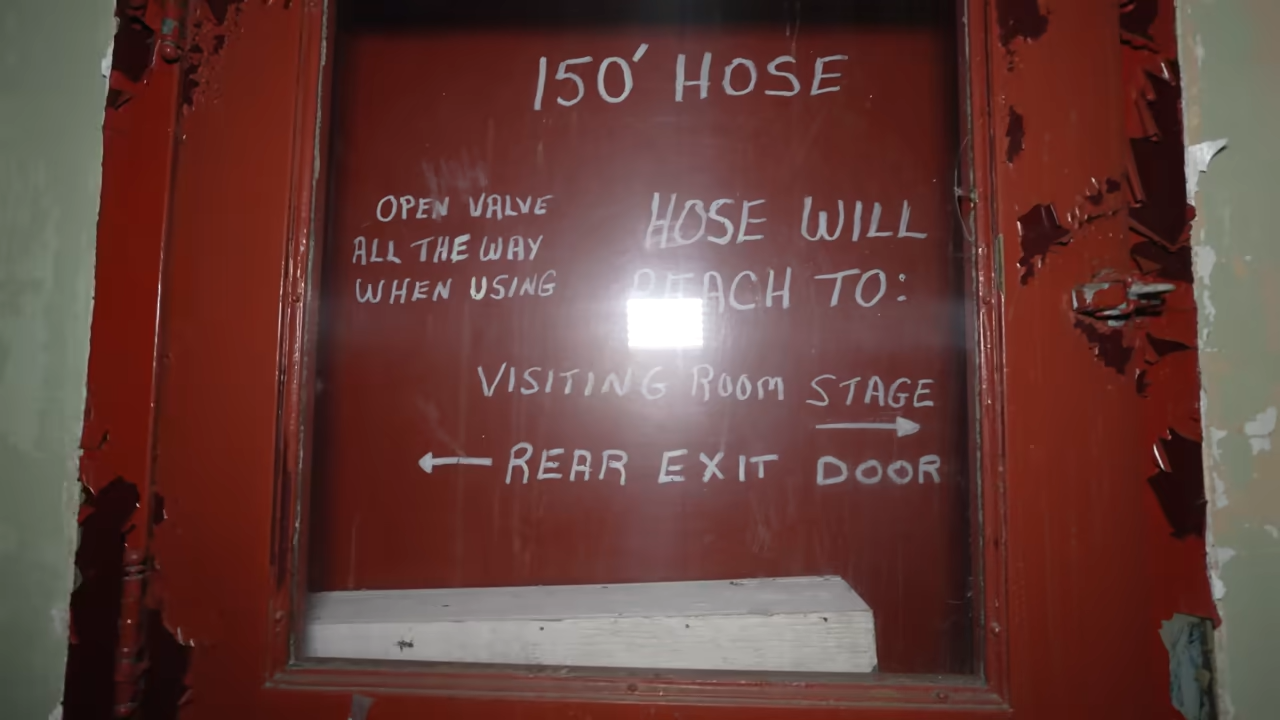 150' HOSE
OPEN VALVE
ALL THE WAY
WHEN USING
HOSE WILL
REACH TO:
VISITING ROOM STAGE
REAR EXIT DOOR